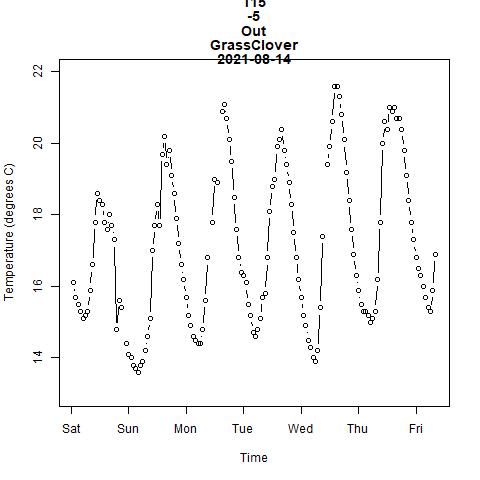 115
-5
Out
GrassClover
2021-08-14
22
20
18
16
14
Temperature (degrees C)
Sat
Sun
Mon
Tue
Wed
Thu
Fri
Time